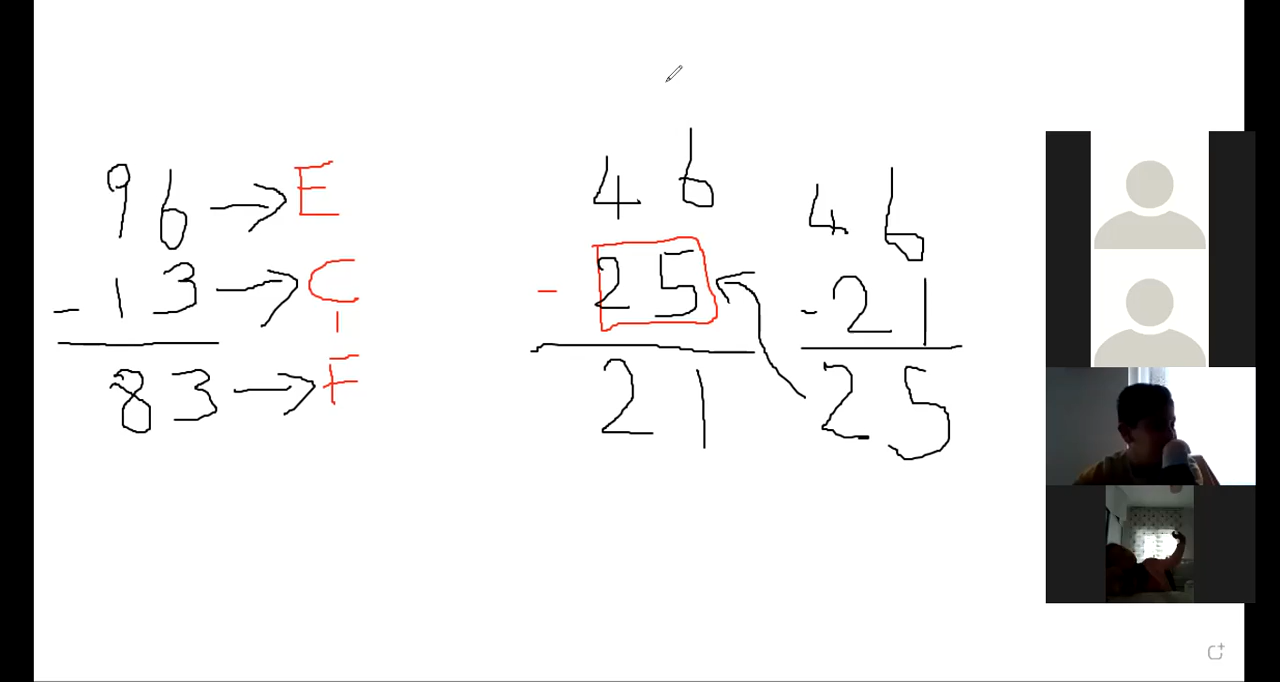 96 → E
- 13 → Ç
83 → F
46
- 25
21
46
- 21
25